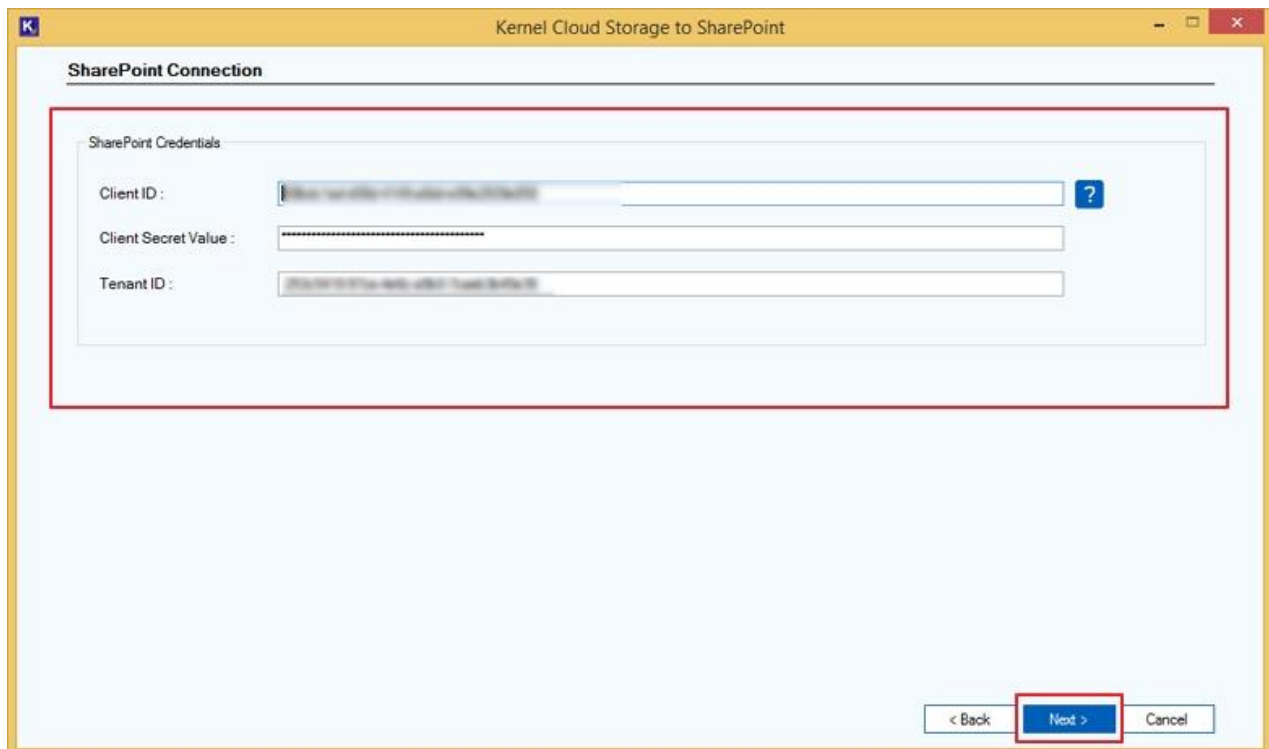 K
Kernel Cloud Storage to SharePoint
SharePoint Connection
SharePoint Credentials
Client ID :
?
Client Secret Value :
Tenant ID :
< Back
Next >
Cancel